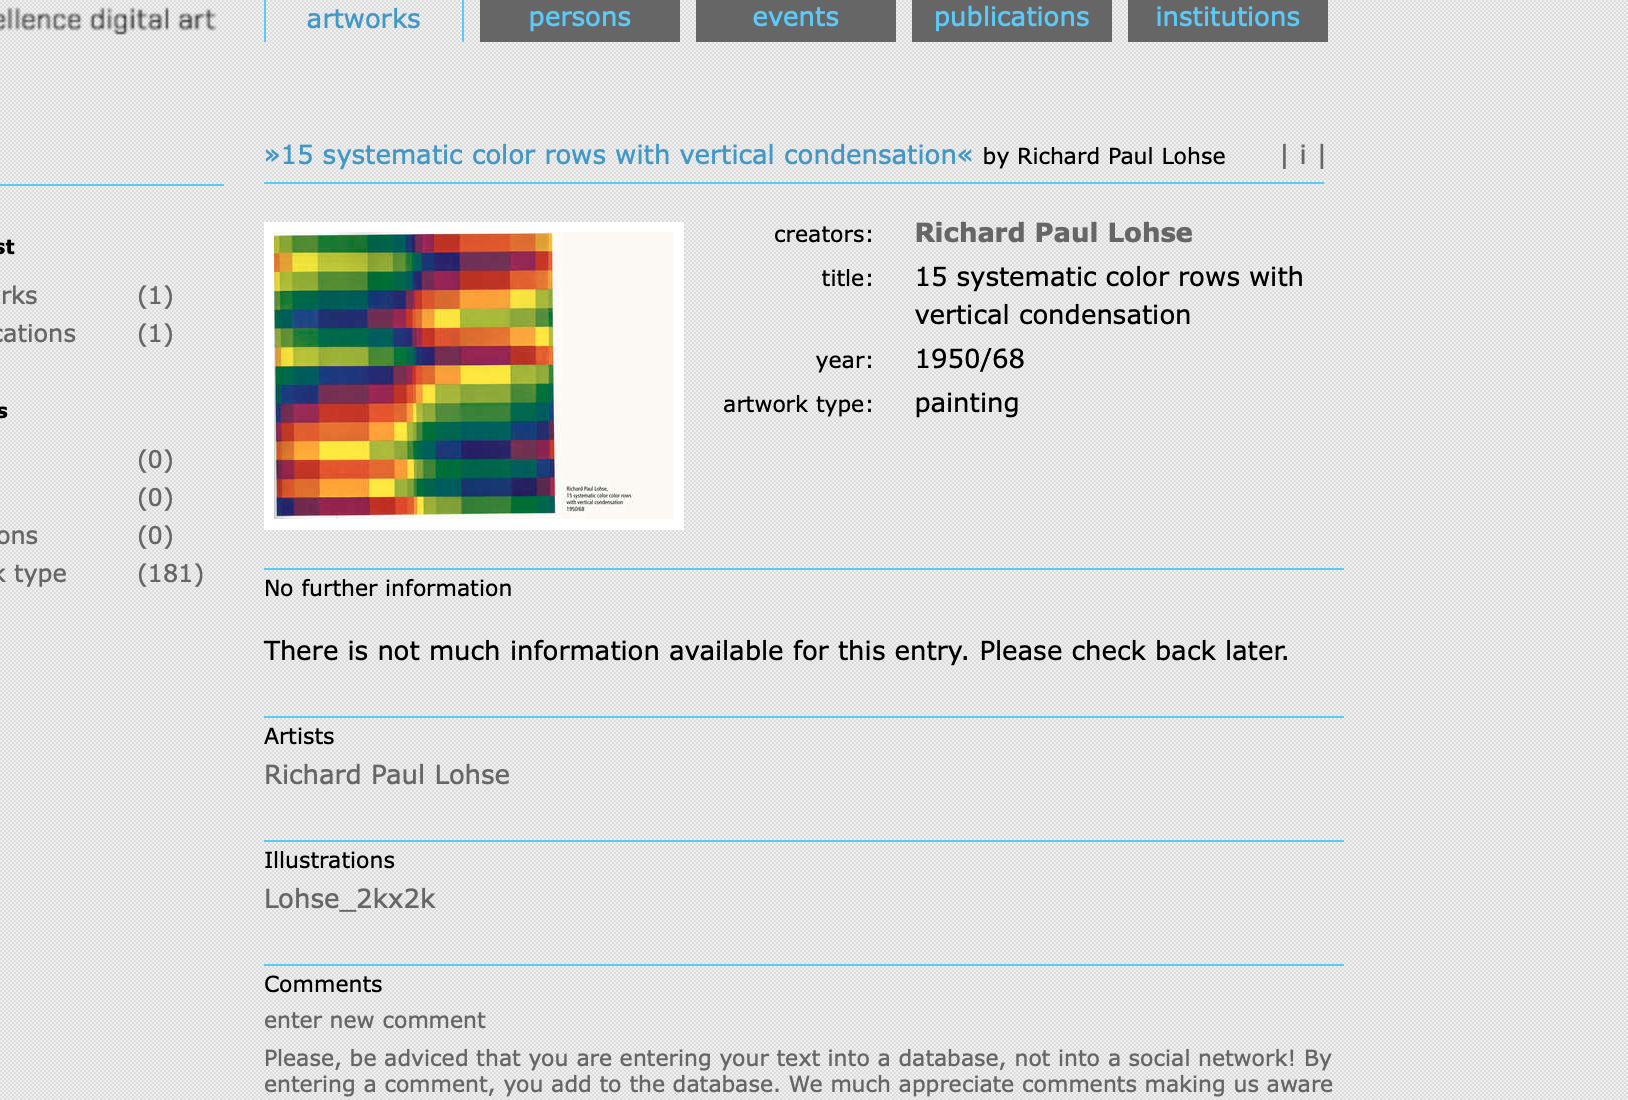 ellence digital art
artworks
persons
events
publications
institutions
»15 systematic color rows with vertical condensation« by Richard Paul Lohse | i |
st
rks (1)
cations (1)
s
(0)
(0)
ons (0)
k type (181)
creators: Richard Paul Lohse
title: 15 systematic color rows with
vertical condensation
year: 1950/68
artwork type: painting
Richard Paul Lohse,
15 systematic color color rows
with vertical condensation
1950/68
No further information
There is not much information available for this entry. Please check back later.
Artists
Richard Paul Lohse
Illustrations
Lohse_2kx2k
Comments
enter new comment
Please, be adviced that you are entering your text into a database, not into a social network! By
entering a comment, you add to the database. We much appreciate comments making us aware